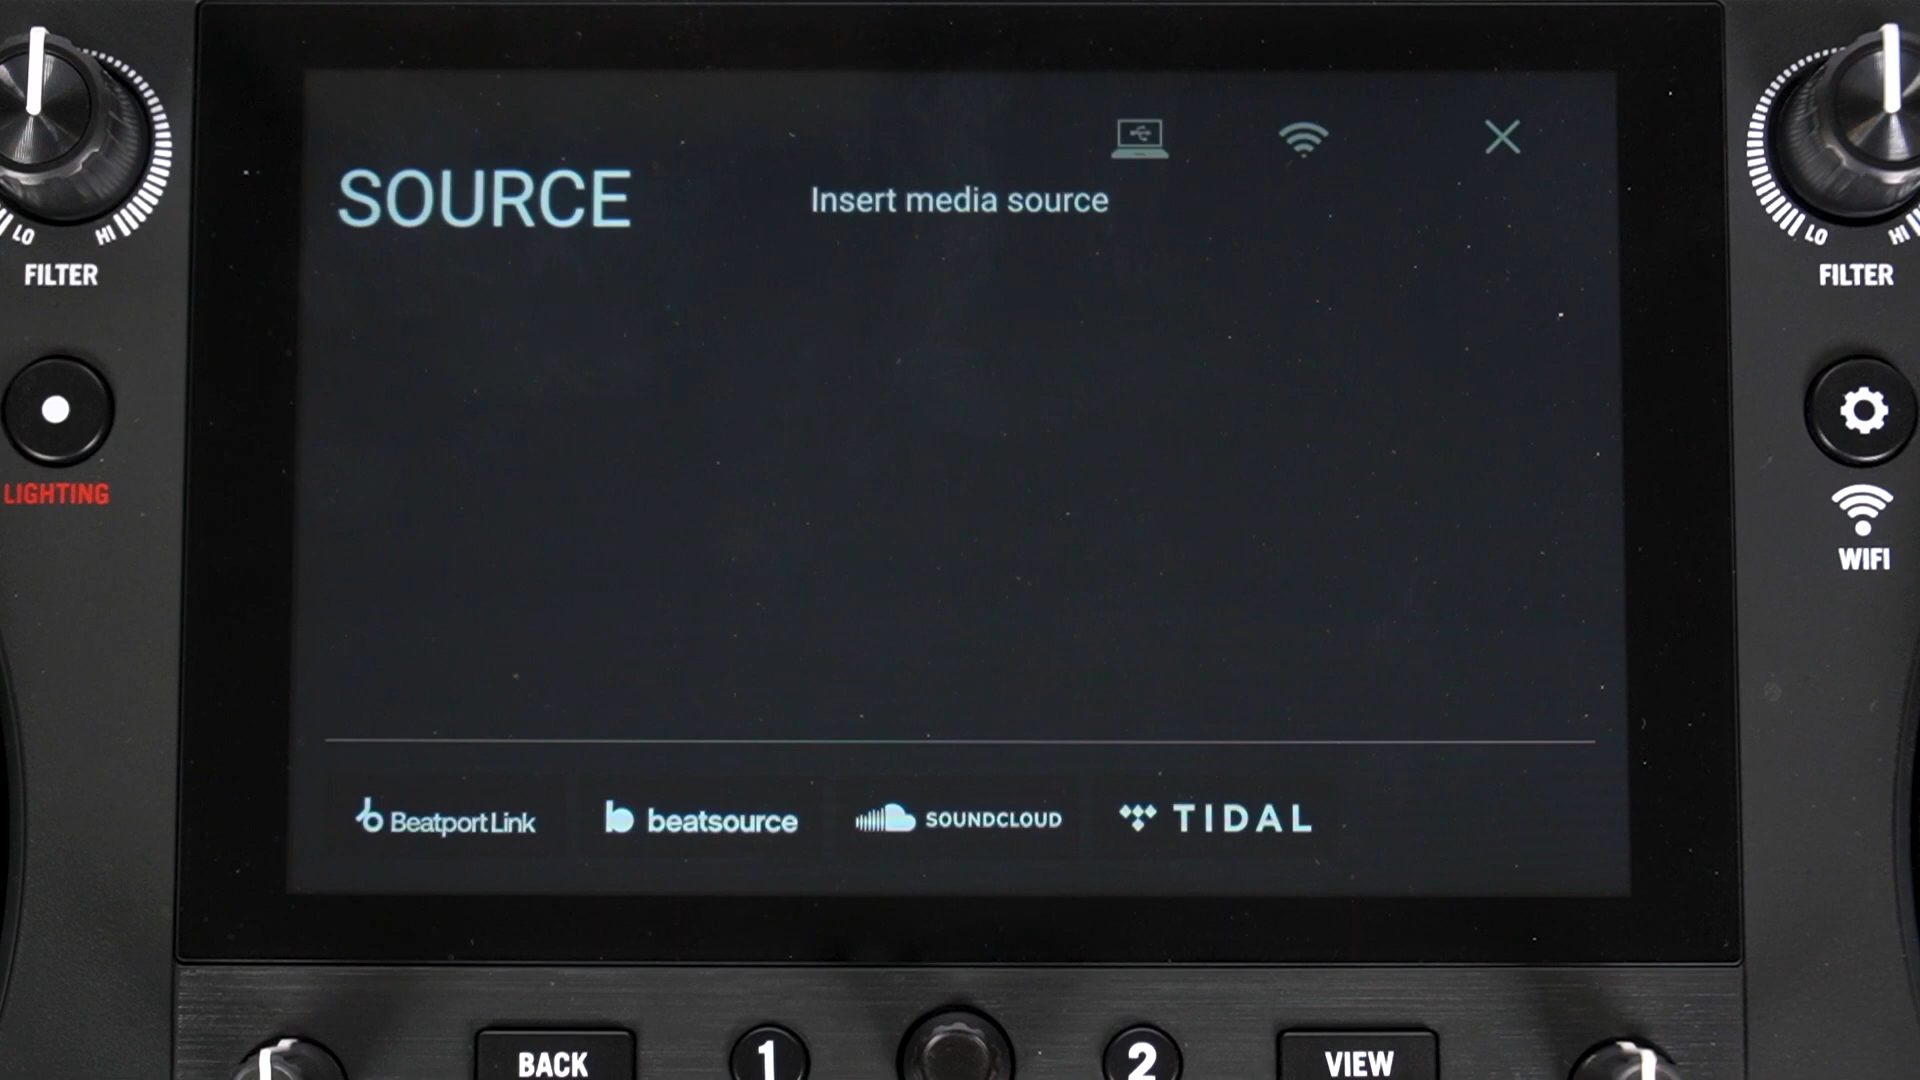 SOURCE
Insert media source
LO HI
FILTER
LO HI
FILTER
LIGHTING
WIFI
Beatport Link
beatsource
SOUNDCLOUD
TIDAL
BACK
1
2
VIEW